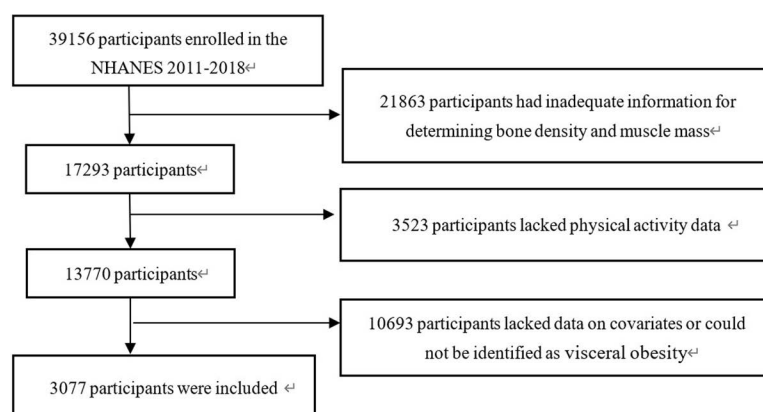 39156 participants enrolled in the
NHANES 2011-2018↵
21863 participants had inadequate information for
determining bone density and muscle mass↵
17293 participants↵
3523 participants lacked physical activity data ↵
13770 participants↵
10693 participants lacked data on covariates or could
not be identified as visceral obesity↵
3077 participants were included ↵